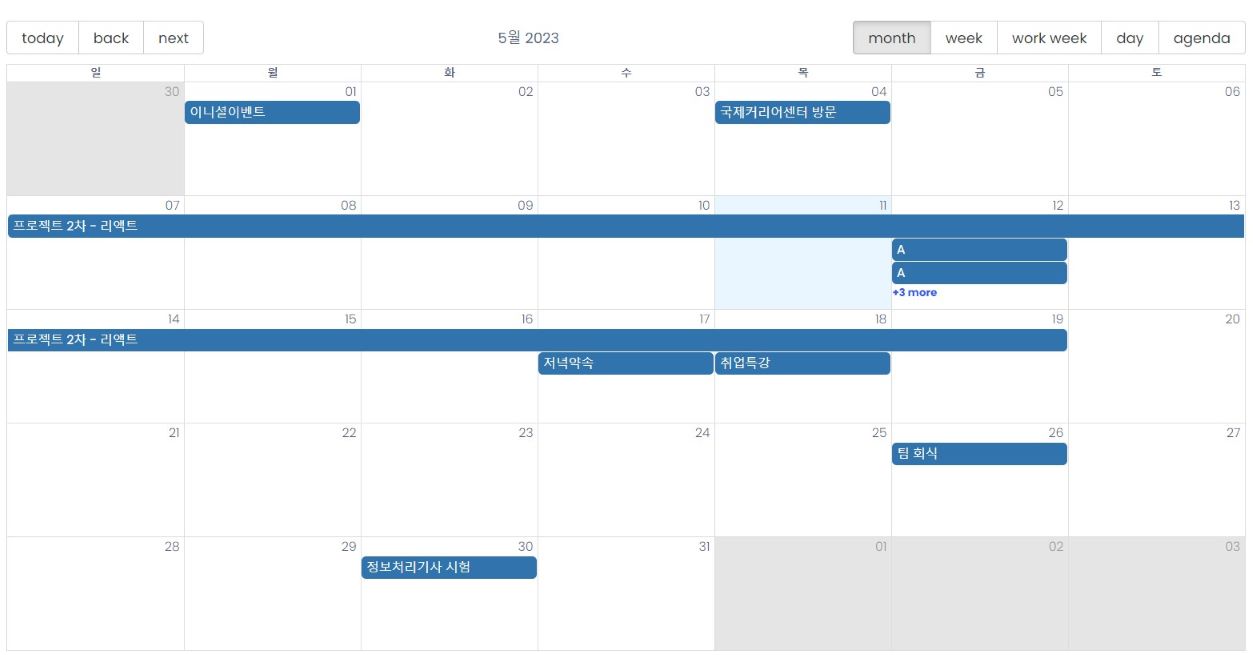 today back next
5월 2023
month week work week day agenda
일 월 화 수 목 금 토
30 01 02 03 04 05 06
이니셜이벤트 국제커리어센터 방문
07 08 09 10 11 12 13
프로젝트 2차 - 리액트
A
A
+3 more
14 15 16 17 18 19 20
프로젝트 2차 - 리액트
저녁약속 취업특강
21 22 23 24 25 26 27
팀 회식
28 29 30 31 01 02 03
정보처리기사 시험